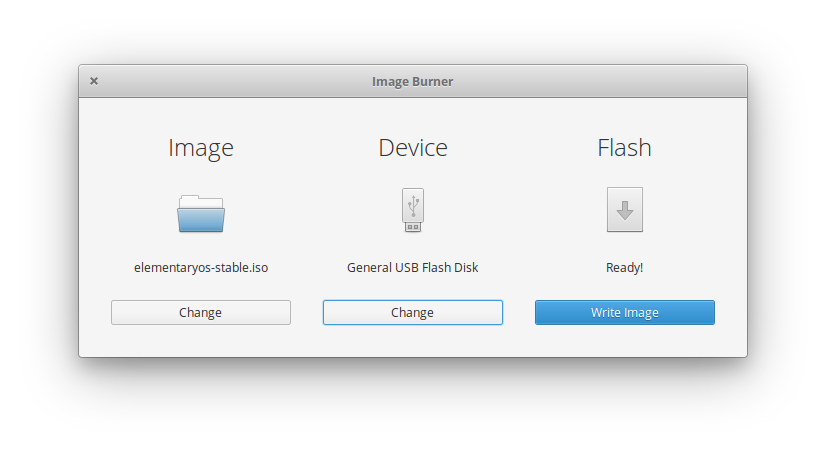 Image Burner
Image
Device
Flash
elementaryos-stable.iso
General USB Flash Disk
Ready!
Change
Change
Write Image